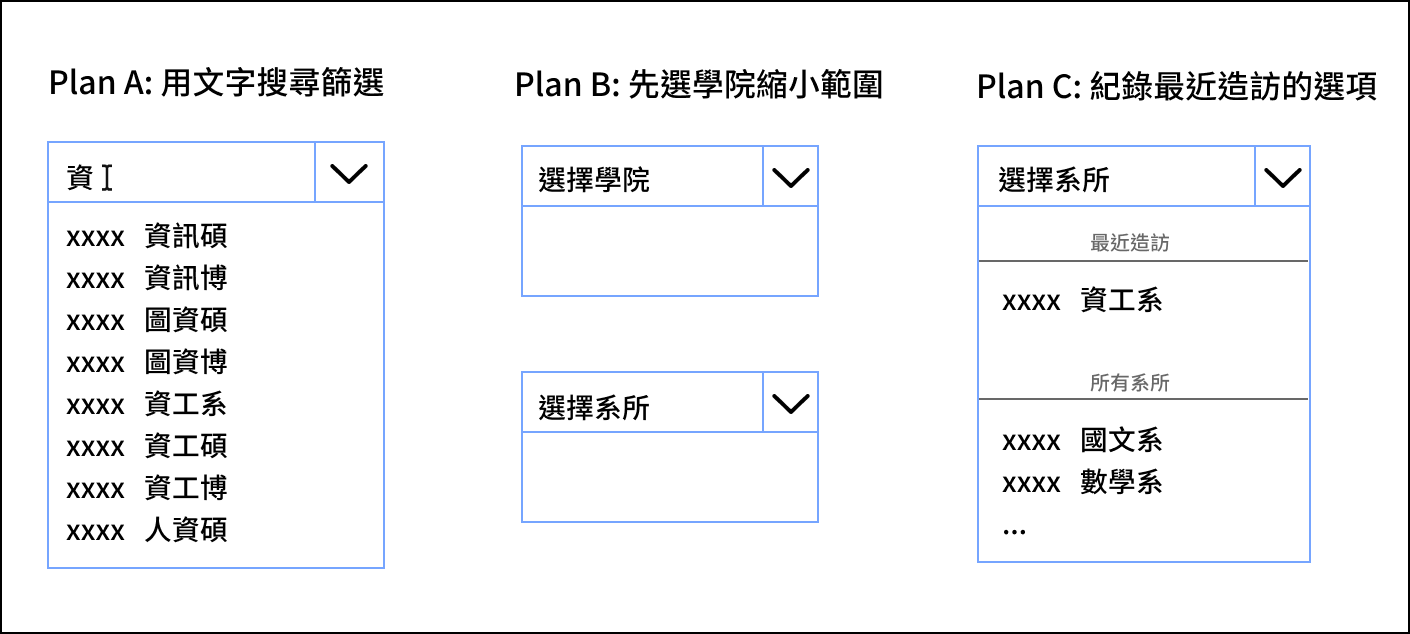 Plan A: 用文字搜尋篩選
資
xxxx 資訊碩
xxxx 資訊博
xxxx 圖資碩
xxxx 圖資博
xxxx 資工系
xxxx 資工碩
xxxx 資工博
xxxx 人資碩
Plan B: 先選學院縮小範圍
選擇學院
選擇系所
Plan C: 紀錄最近造訪的選項
選擇系所
最近造訪
xxxx 資工系
所有系所
xxxx 國文系
xxxx 數學系
...